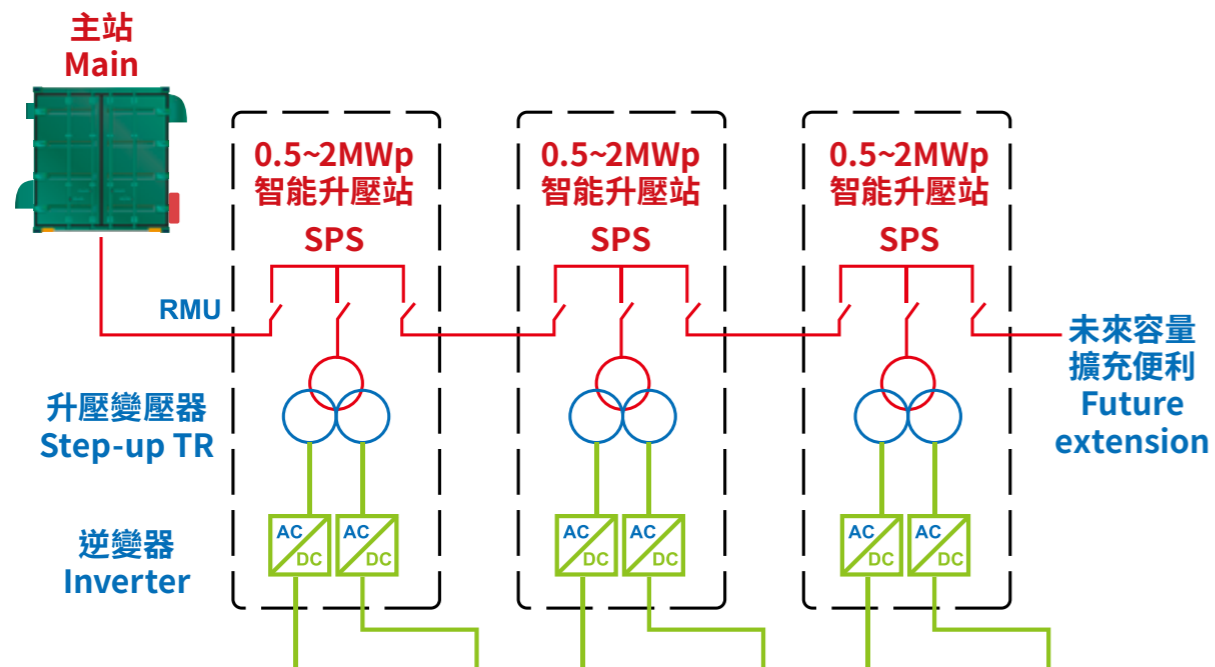 主站
Main
0.5~2MWp
智能升壓站
SPS
0.5~2MWp
智能升壓站
SPS
0.5~2MWp
智能升壓站
SPS
RMU
未來容量
擴充便利
Future
extension
升壓變壓器
Step-up TR
逆變器
Inverter
AC
DC
AC
DC
AC
DC
AC
DC
AC
DC
AC
DC